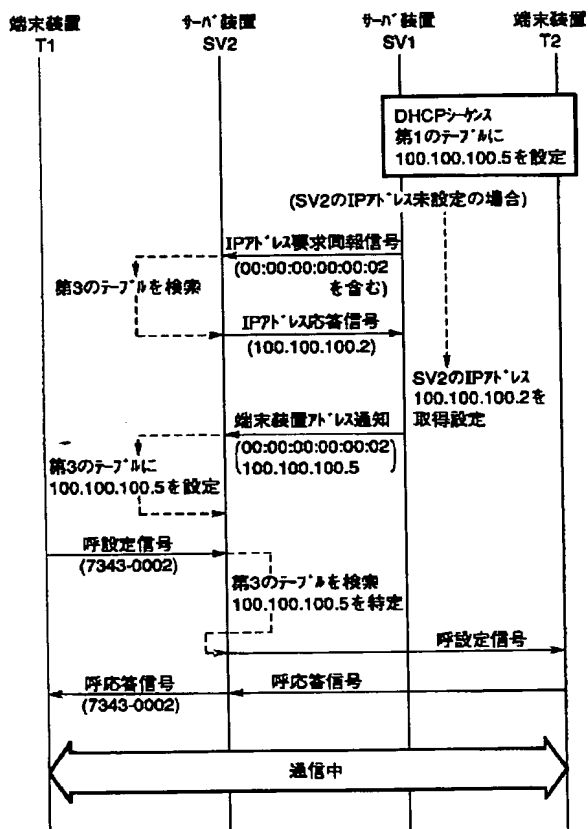 端末装置
T1
サーバ装置
SV2
サーバ装置
SV1
端末装置
T2
DHCPシーケンス
第1のテーブルに
100.100.100.5を設定
(SV2のIPアドレス未設定の場合)
IPアドレス要求同報信号
(00:00:00:00:00:02
を含む)
第3のテーブルを検索
IPアドレス応答信号
(100.100.100.2)
SV2のIPアドレス
100.100.100.2を
取得設定
端末装置アドレス通知
(00:00:00:00:00:02
100.100.100.5)
第3のテーブルに
100.100.100.5を設定
呼設定信号
(7343-0002)
第3のテーブルを検索
100.100.100.5を特定
呼設定信号
呼応答信号
(7343-0002)
呼応答信号
通信中